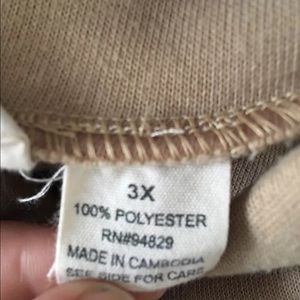 3X
100% POLYESTER
RN#94829
MADE IN CAMBODIA
SEE SIDE FOR CARE